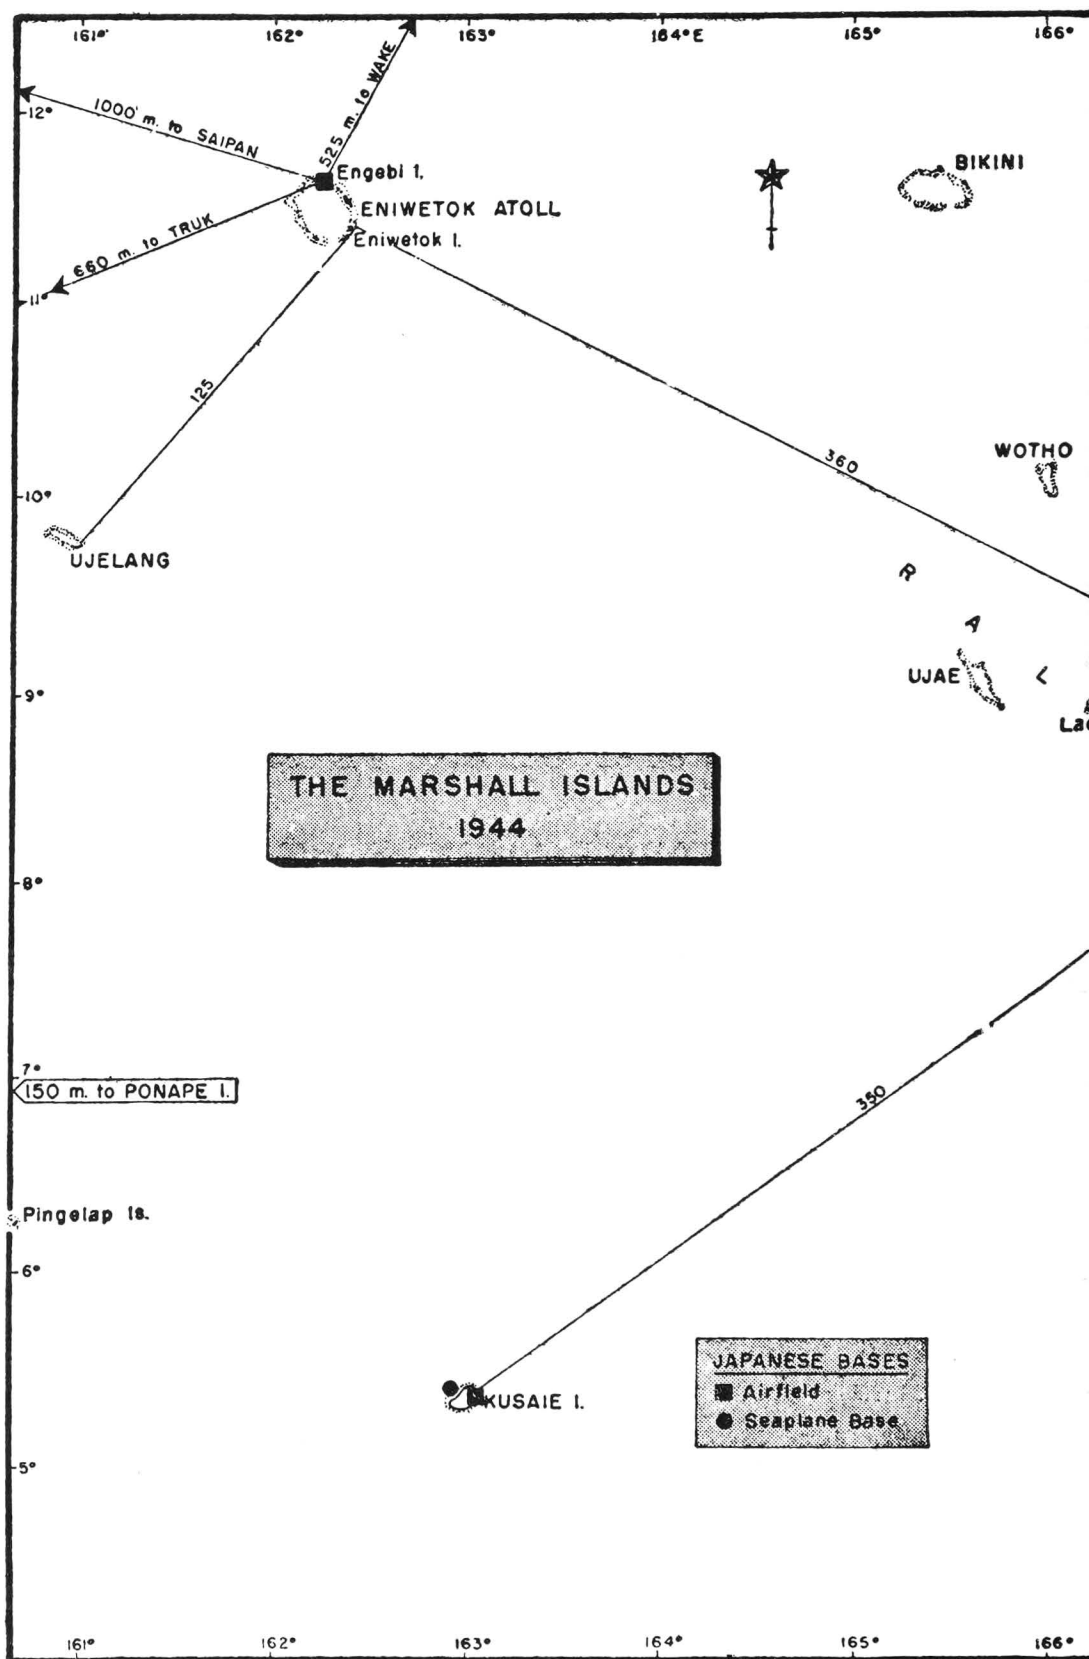 161° 162° 163° 164°E 165° 166°
12°
1000 m. to SAIPAN
525 m. to WAKE
Engebi I.
BIKINI
ENIWETOK ATOLL
Eniwetok I.
660 m. to TRUK
11°
125
360
WOTHO
10°
UJELANG
R
A
L
UJAE
9°
Lae
THE MARSHALL ISLANDS
1944
8°
7°
150 m. to PONAPE I.
350
Pingelap Is.
6°
JAPANESE BASES
Airfield
Seaplane Base
KUSAIE I.
5°
161° 162° 163° 164° 165° 166°